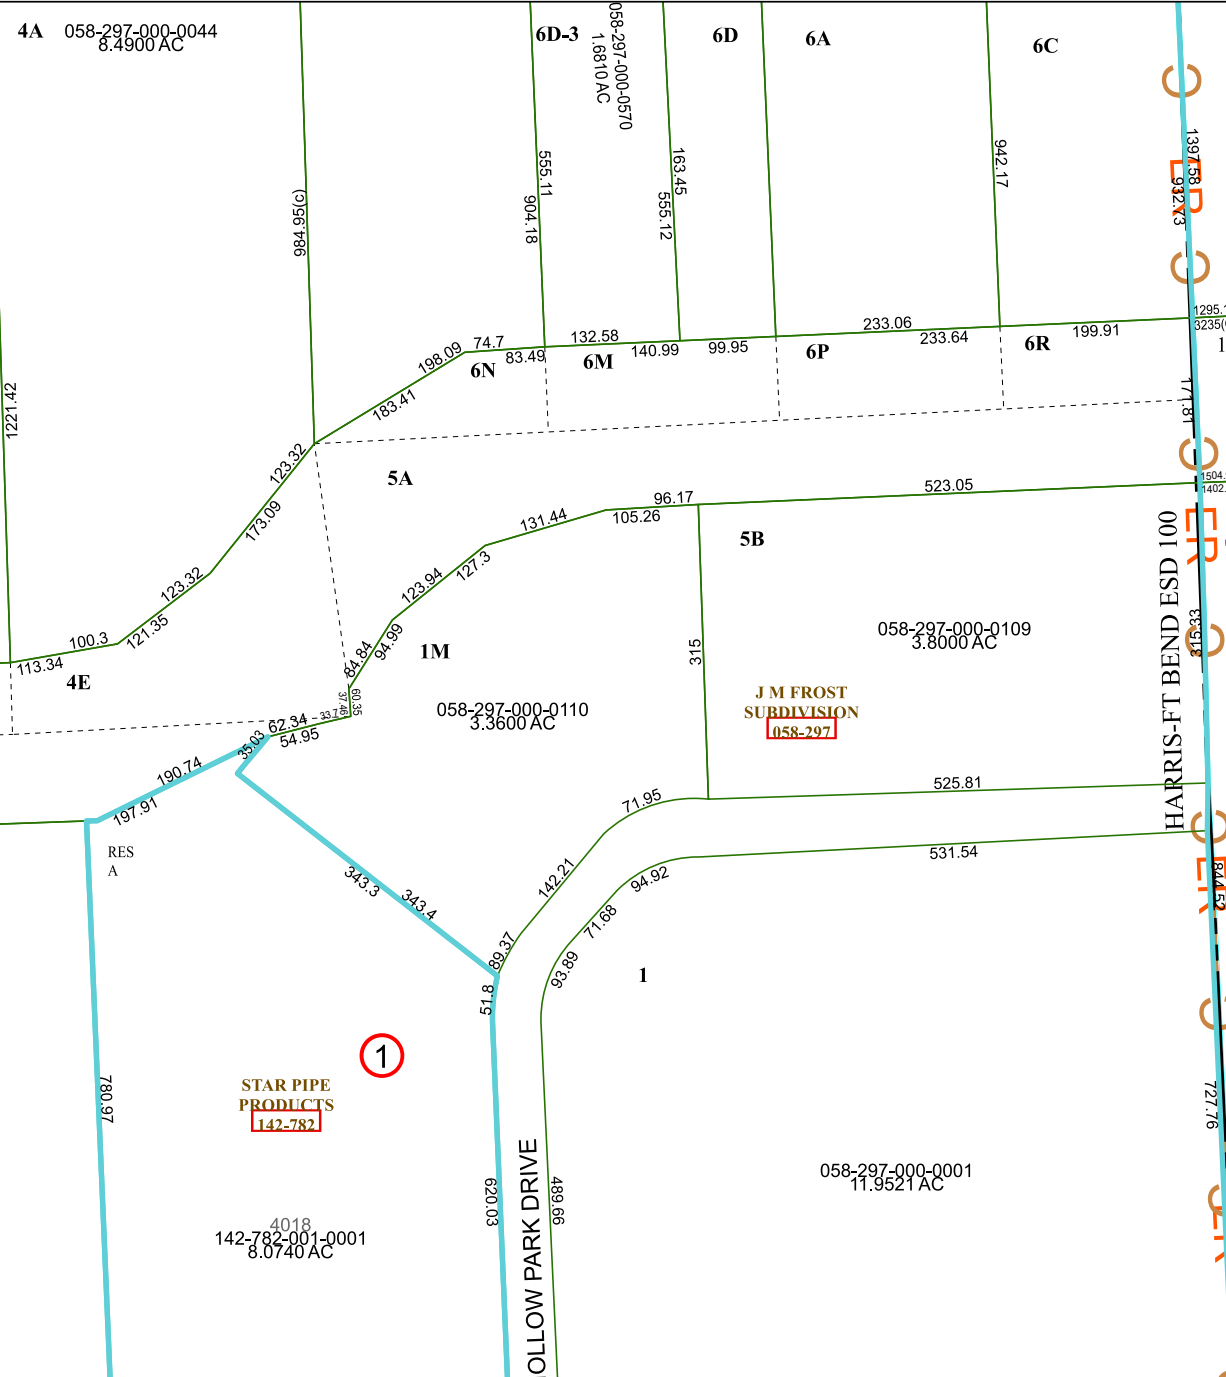 4A
058-297-000-0044
8.4900 AC
6D-3
058-297-000-0570
1.6810 AC
6D
6A
6C
984.95(c)
555.11
904.18
163.45
555.12
942.17
1397.58
932.73
ER
1221.42
198.09
183.41
74.7
83.49
6N
132.58
140.99
6M
99.95
233.06
233.64
6P
199.91
6R
171.81
123.32
173.09
5A
96.17
105.26
523.05
131.44
127.3
5B
123.94
94.99
84.84
123.32
121.35
100.3
113.34
4E
1M
058-297-000-0110
3.3600 AC
315
058-297-000-0109
3.8000 AC
J M FROST
SUBDIVISION
058-297
HARRIS-FT BEND ESD 100
ER
315.33
37.46
60.35
33.7
62.34
54.95
35.03
190.74
197.91
RES
A
343.3
343.4
71.95
142.21
89.37
51.8
525.81
531.54
94.92
71.68
93.89
1
844.52
ER
1
STAR PIPE
PRODUCTS
142-782
780.97
4018
142-782-001-0001
8.0740 AC
620.03
OLLOW PARK DRIVE
489.66
058-297-000-0001
11.9521 AC
727.76
ER